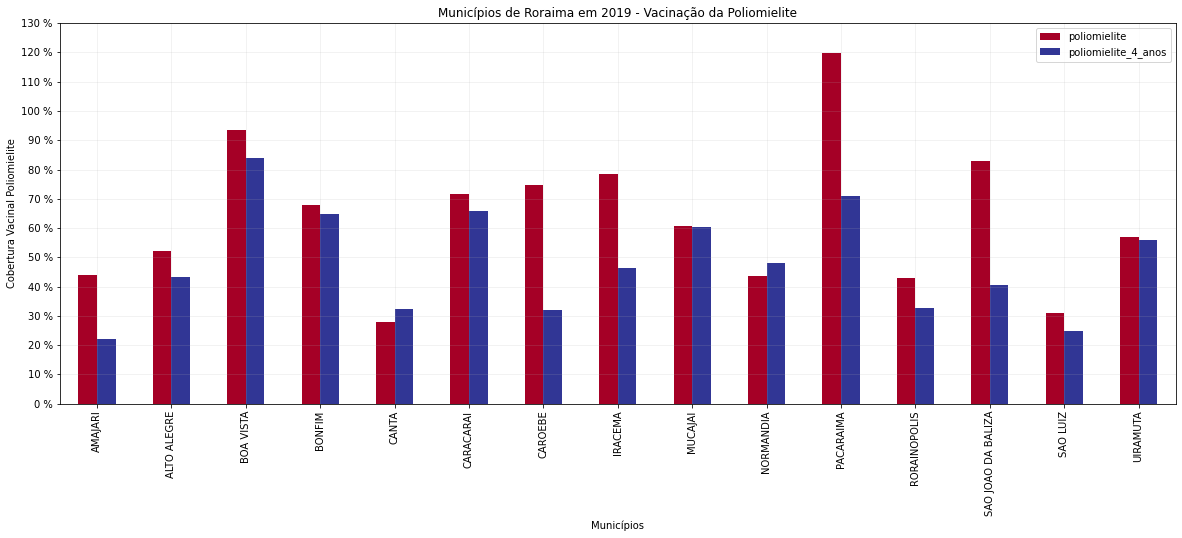 Municípios de Roraima em 2019 - Vacinação da Poliomielite
poliomielite
poliomielite_4_anos
Cobertura Vacinal Poliomielite
130 %
120 %
110 %
100 %
90 %
80 %
70 %
60 %
50 %
40 %
30 %
20 %
10 %
0 %
AMAJARI
ALTO ALEGRE
BOA VISTA
BONFIM
CANTA
CARACARAI
CAROEBE
IRACEMA
MUCAJAI
NORMANDIA
PACARAIMA
RORAINOPOLIS
SAO JOAO DA BALIZA
SAO LUIZ
UIRAMUTA
Municípios